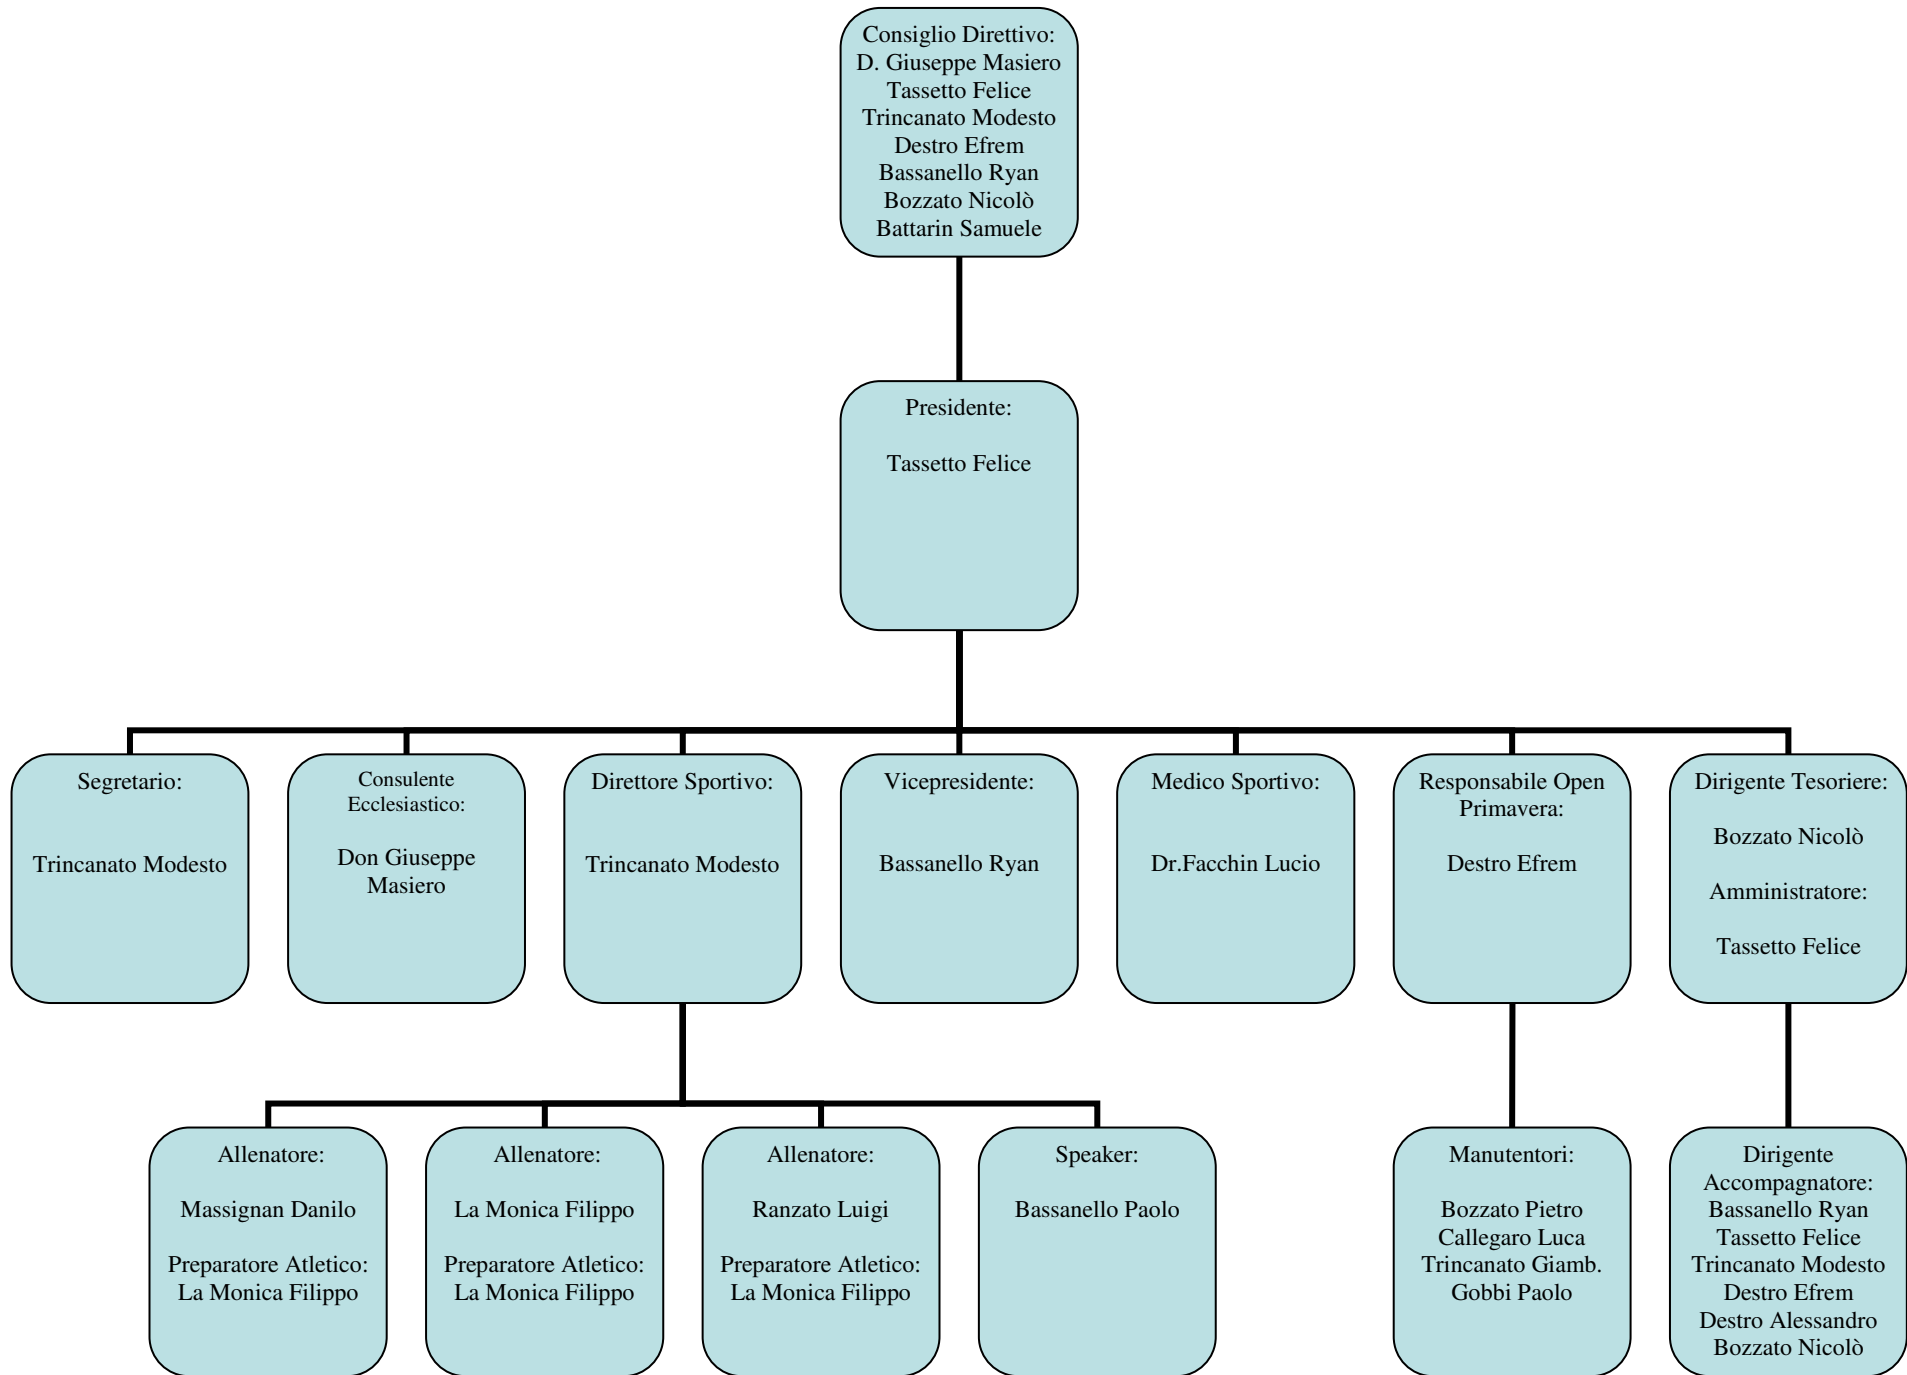 Consiglio Direttivo:
D. Giuseppe Masiero
Tassetto Felice
Trincanato Modesto
Destro Efrem
Bassanello Ryan
Bozzato Nicolò
Battarin Samuele
Presidente:
Tassetto Felice
Segretario:
Trincanato Modesto
Consulente
Ecclesiastico:
Don Giuseppe
Masiero
Direttore Sportivo:
Trincanato Modesto
Vicepresidente:
Bassanello Ryan
Medico Sportivo:
Dr.Facchin Lucio
Responsabile Open
Primavera:
Destro Efrem
Dirigente Tesoriere:
Bozzato Nicolò
Amministratore:
Tassetto Felice
Allenatore:
Massignan Danilo
Preparatore Atletico:
La Monica Filippo
Allenatore:
La Monica Filippo
Preparatore Atletico:
La Monica Filippo
Allenatore:
Ranzato Luigi
Preparatore Atletico:
La Monica Filippo
Speaker:
Bassanello Paolo
Manutentori:
Bozzato Pietro
Callegaro Luca
Trincanato Giamb.
Gobbi Paolo
Dirigente
Accompagnatore:
Bassanello Ryan
Tassetto Felice
Trincanato Modesto
Destro Efrem
Destro Alessandro
Bozzato Nicolò